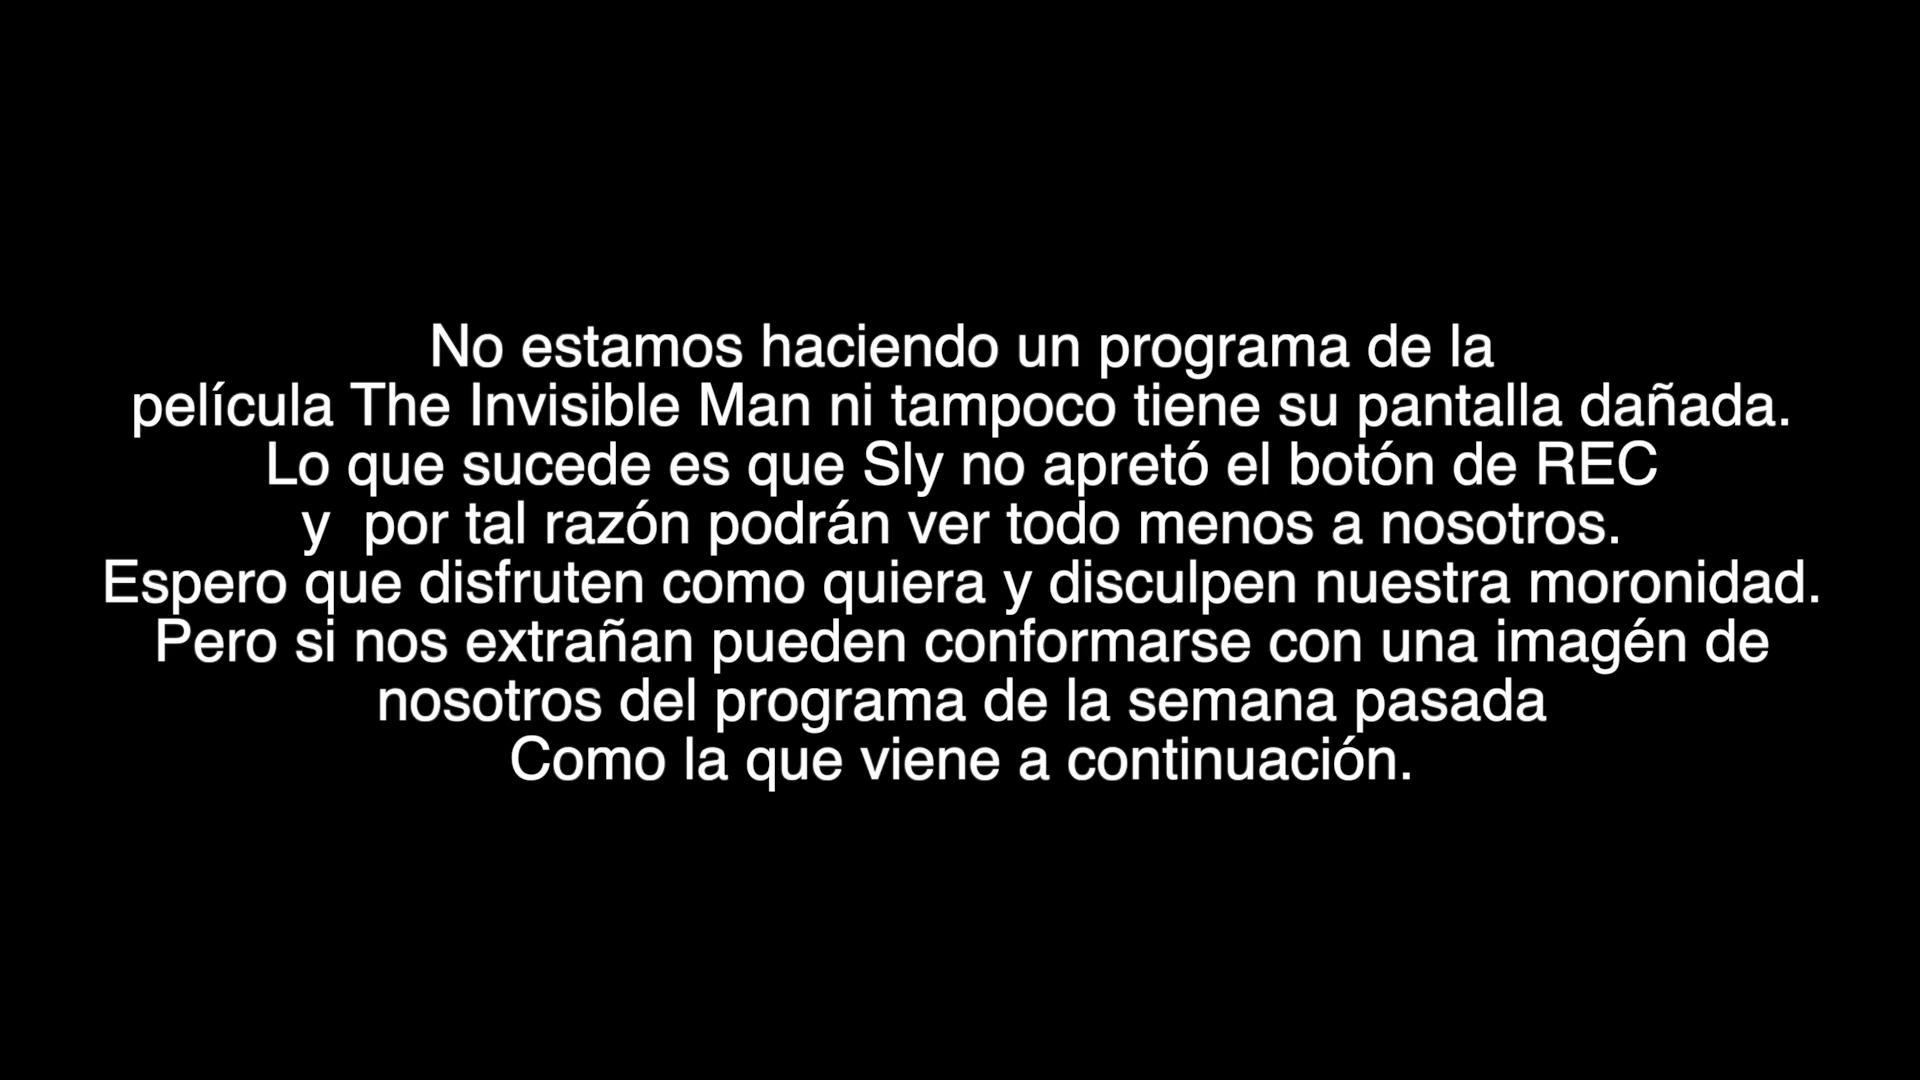 No estamos haciendo un programa de la
película The Invisible Man ni tampoco tiene su pantalla dañada.
Lo que sucede es que Sly no apretó el botón de REC
y  por tal razón podrán ver todo menos a nosotros.
Espero que disfruten como quiera y disculpen nuestra moronidad.
Pero si nos extrañan pueden conformarse con una imagén de
nosotros del programa de la semana pasada
Como la que viene a continuación.